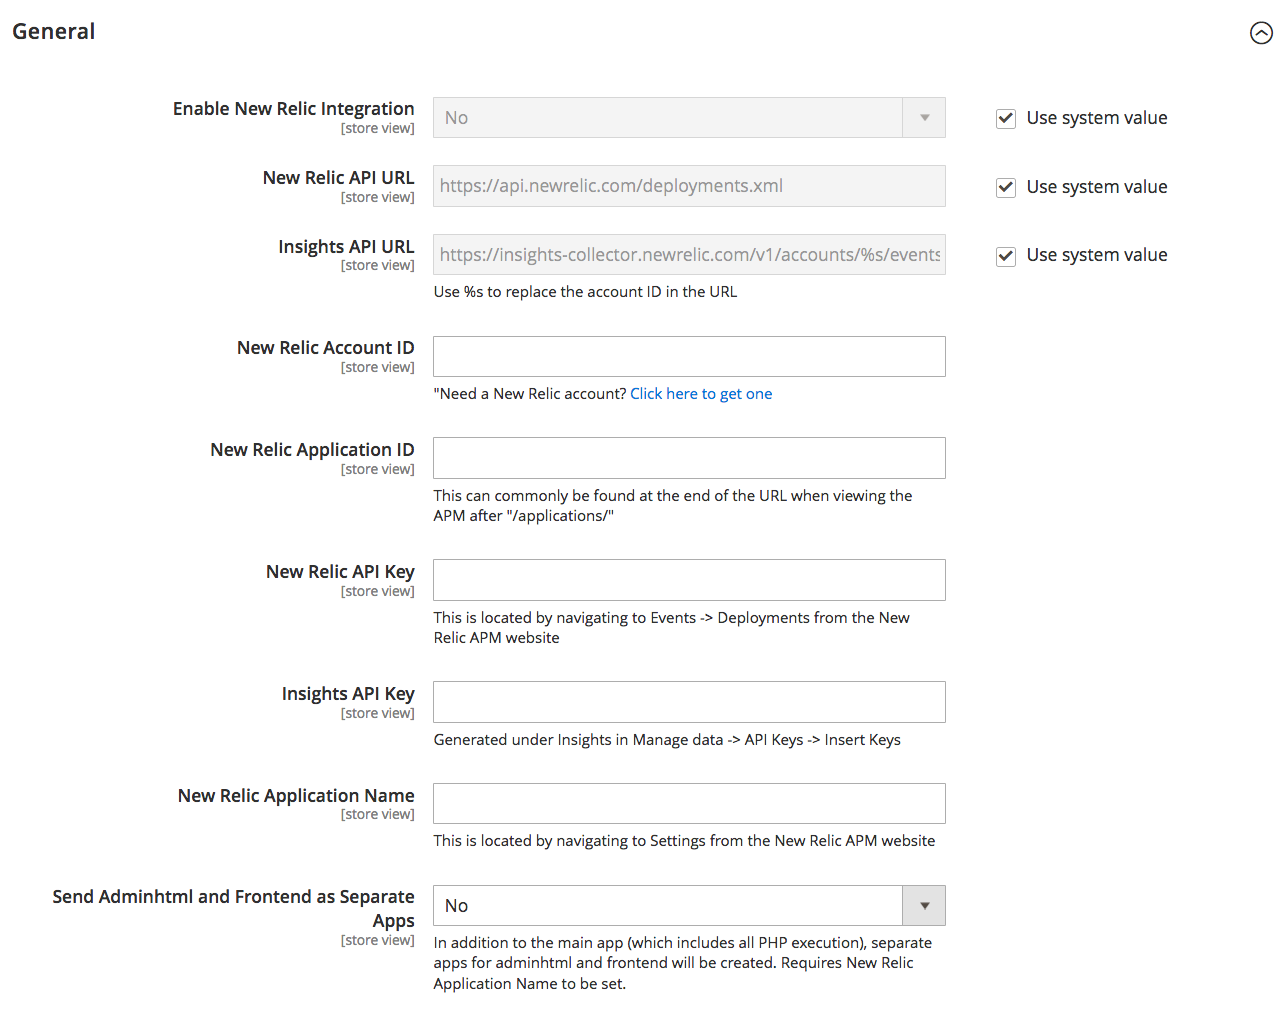 General
Enable New Relic Integration
[store view]
No
Use system value
New Relic API URL
[store view]
https://api.newrelic.com/deployments.xml
Use system value
Insights API URL
[store view]
https://insights-collector.newrelic.com/v1/accounts/%s/events
Use system value
Use %s to replace the account ID in the URL
New Relic Account ID
[store view]
"Need a New Relic account? Click here to get one
New Relic Application ID
[store view]
This can commonly be found at the end of the URL when viewing the
APM after "/applications/"
New Relic API Key
[store view]
This is located by navigating to Events -> Deployments from the New
Relic APM website
Insights API Key
[store view]
Generated under Insights in Manage data -> API Keys -> Insert Keys
New Relic Application Name
[store view]
This is located by navigating to Settings from the New Relic APM website
Send Adminhtml and Frontend as Separate
Apps
[store view]
No
In addition to the main app (which includes all PHP execution), separate
apps for adminhtml and frontend will be created. Requires New Relic
Application Name to be set.